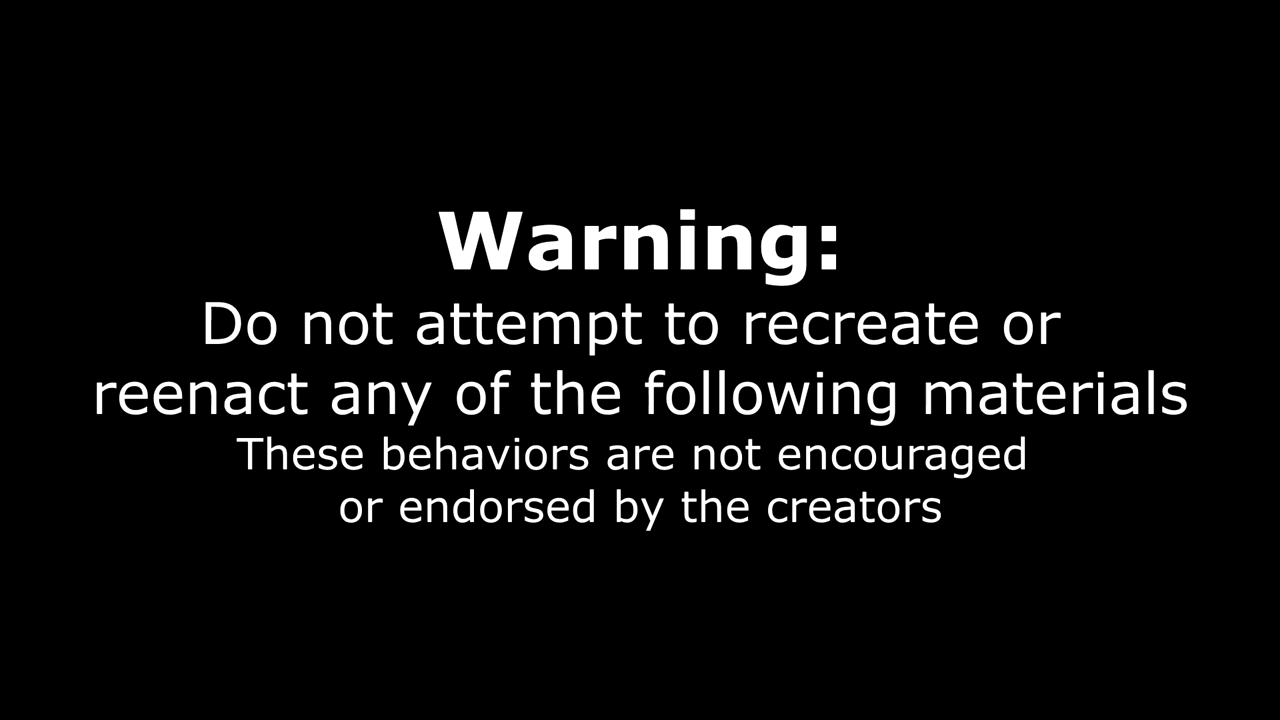 Warning:
Do not attempt to recreate or
reenact any of the following materials
These behaviors are not encouraged
or endorsed by the creators